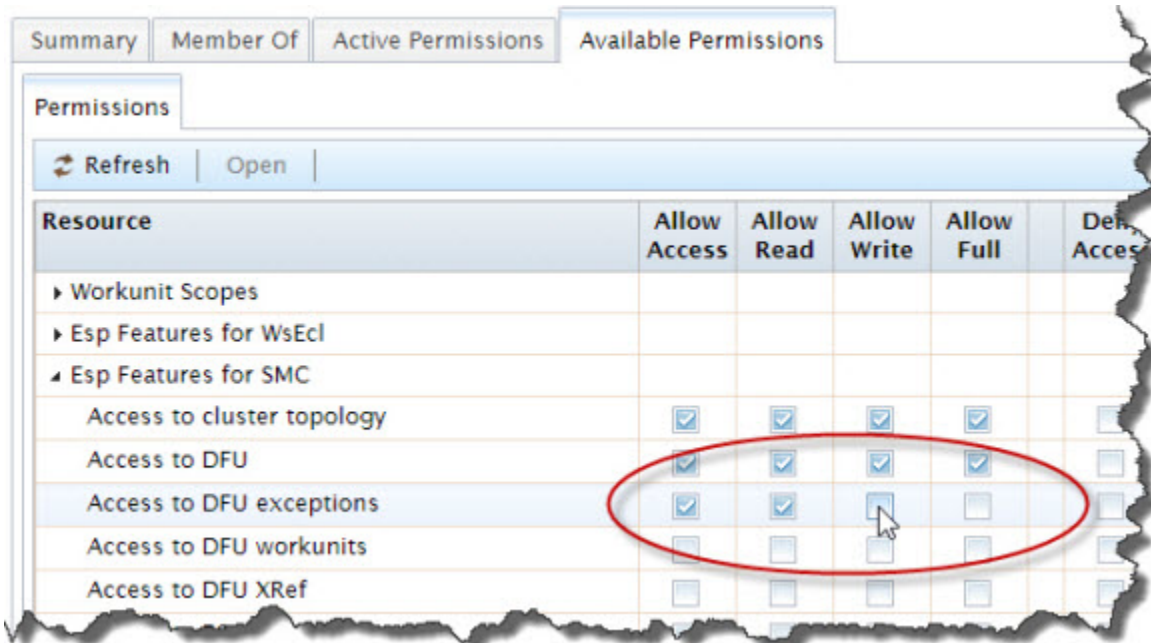 Summary Member Of Active Permissions Available Permissions
Permissions
Refresh Open
Resource Allow Allow Allow Allow
Access Read Write Full
Workunit Scopes
Esp Features for WsEcl
Esp Features for SMC
Access to cluster topology
Access to DFU
Access to DFU exceptions
Access to DFU workunits
Access to DFU XRef